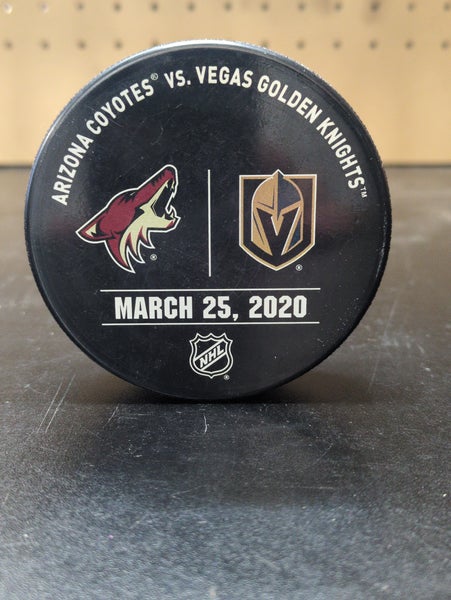 ARIZONA COYOTES® VS. VEGAS GOLDEN KNIGHTS™
®
®
MARCH 25, 2020
NHL
®